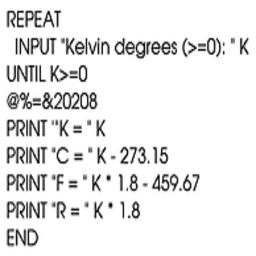 REPEAT
INPUT "Kelvin degrees (>=0): " K
UNTIL K>=0
@%=&20208
PRINT '"K = " K
PRINT "C = " K - 273.15
PRINT "F = " K * 1.8 - 459.67
PRINT "R = " K * 1.8
END